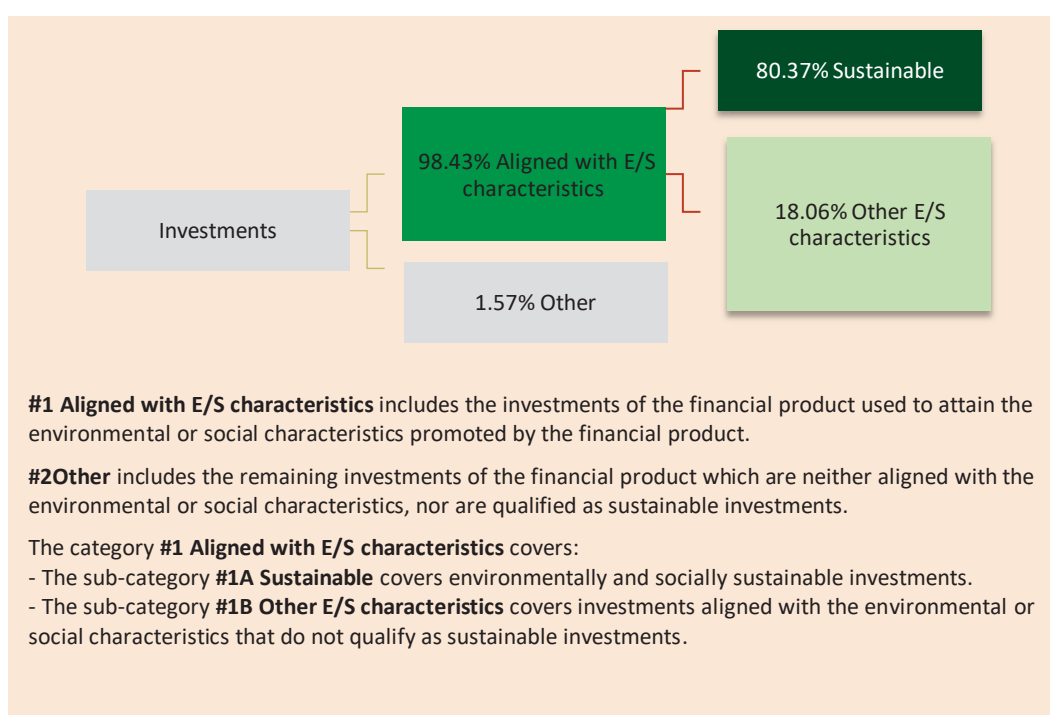 80.37% Sustainable
98.43% Aligned with E/S
characteristics
18.06% Other E/S
characteristics
Investments
1.57% Other
#1 Aligned with E/S characteristics includes the investments of the financial product used to attain the
environmental or social characteristics promoted by the financial product.
#2Other includes the remaining investments of the financial product which are neither aligned with the
environmental or social characteristics, nor are qualified as sustainable investments.
The category #1 Aligned with E/S characteristics covers:
- The sub-category #1A Sustainable covers environmentally and socially sustainable investments.
- The sub-category #1B Other E/S characteristics covers investments aligned with the environmental or
social characteristics that do not qualify as sustainable investments.